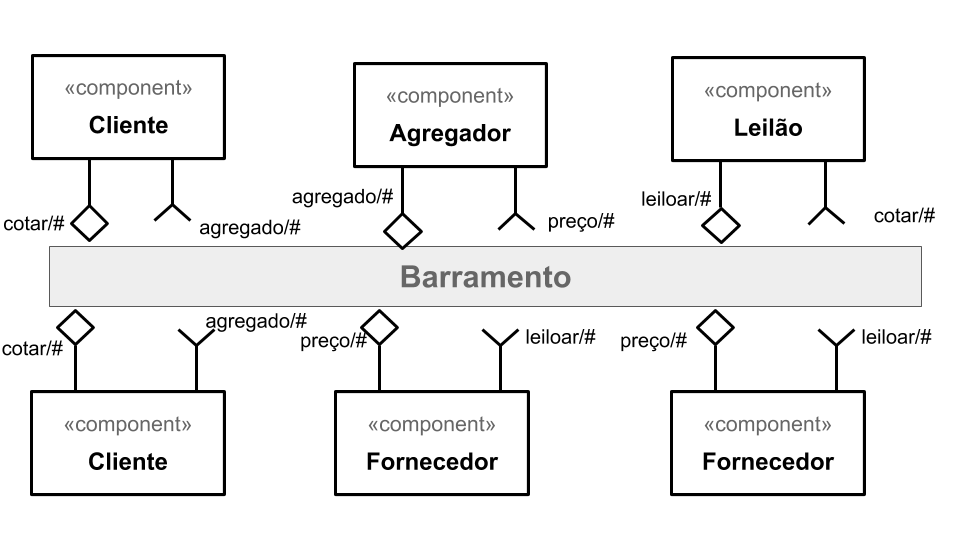 «component»
Cliente
«component»
Agregador
«component»
Leilão
cotar/#
agregado/#
agregado/#
preço/#
leiloar/#
cotar/#
Barramento
cotar/#
agregado/#
preço/#
leiloar/#
preço/#
leiloar/#
«component»
Cliente
«component»
Fornecedor
«component»
Fornecedor